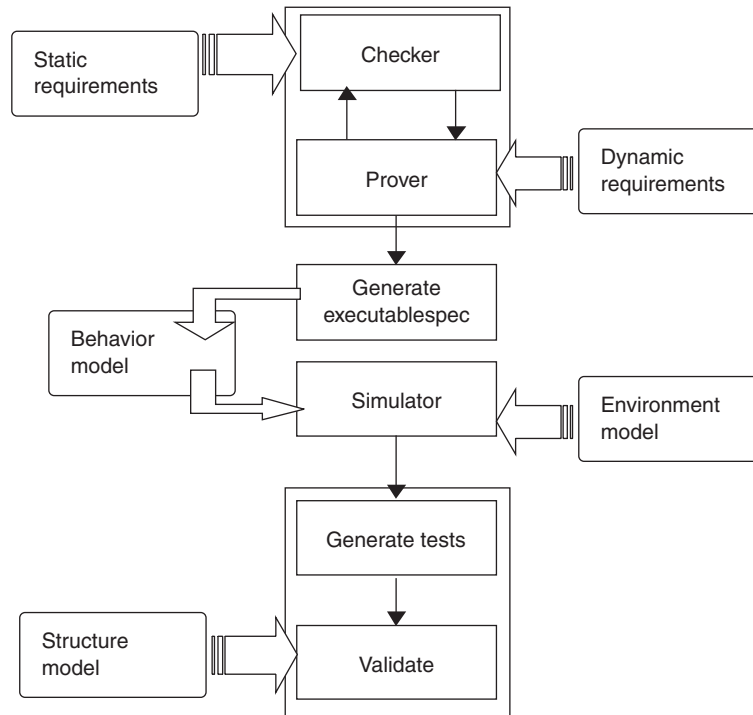 Static
requirements
Checker
Prover
Dynamic
requirements
Generate
executablespec
Behavior
model
Simulator
Environment
model
Generate tests
Structure
model
Validate